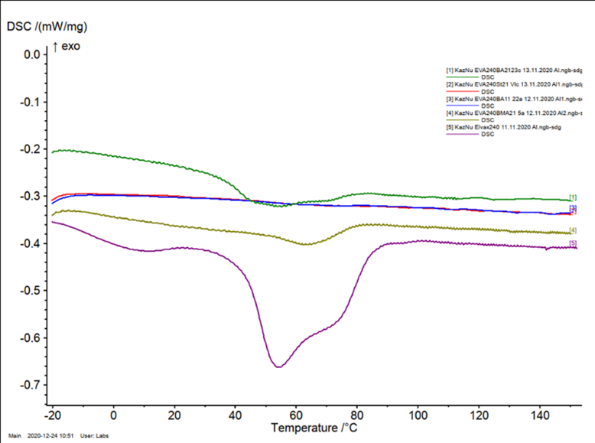 DSC /(mW/mg)
↑ exo
[1] KazNu EVA240BA2123c 13.11.2020 Al.ngb-sdg
DSC
[2] KazNu EVA240St21 Vlc 13.11.2020 Al1.ngb-sdg
DSC
[3] KazNu EVA240BA11 22a 12.11.2020 Al1.ngb-s
DSC
[4] KazNu EVA240BMA21 5a 12.11.2020 Al2.ngb-s
DSC
[5] KazNu Elvax240 11.11.2020 Al.ngb-sdg
DSC
0.0
-0.1
-0.2
-0.3
-0.4
-0.5
-0.6
-0.7
[1]
[3]
[4]
[5]
-20 0 20 40 60 80 100 120 140
Temperature /°C
Main 2020-12-24 10:51 User: Labs